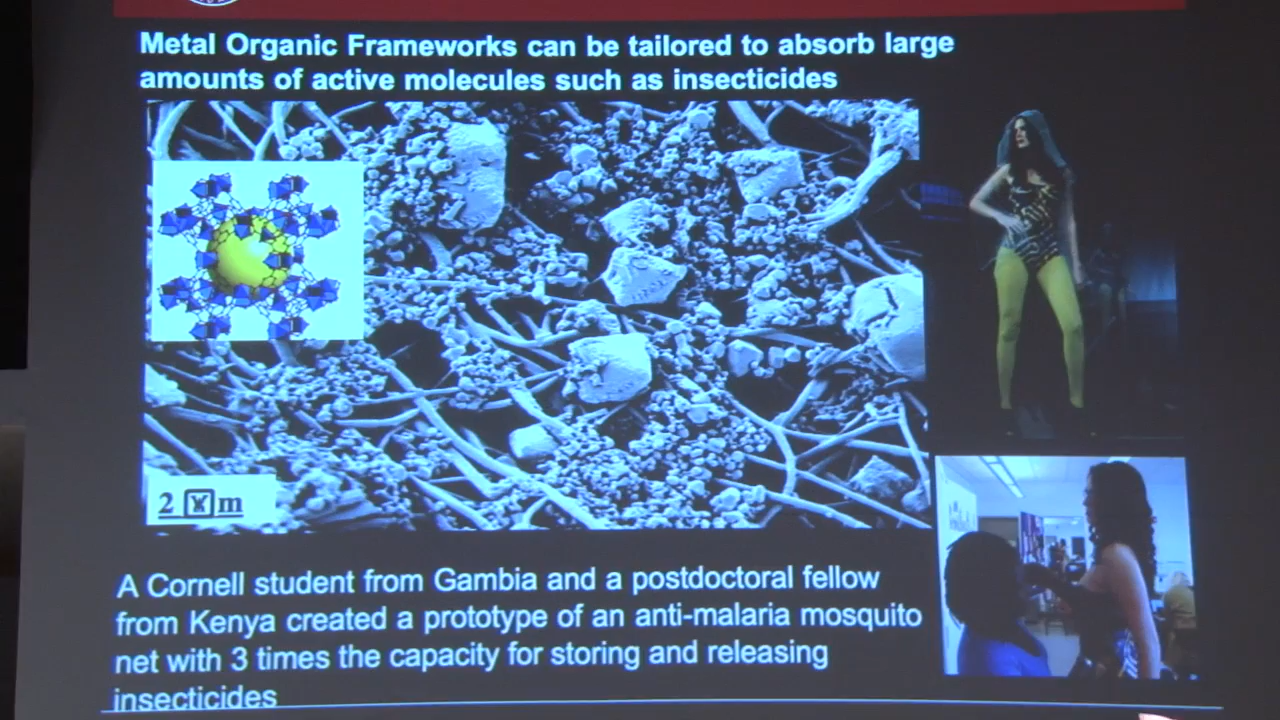 Metal Organic Frameworks can be tailored to absorb large
amounts of active molecules such as insecticides
2 m
A Cornell student from Gambia and a postdoctoral fellow
from Kenya created a prototype of an anti-malaria mosquito
net with 3 times the capacity for storing and releasing
insecticides